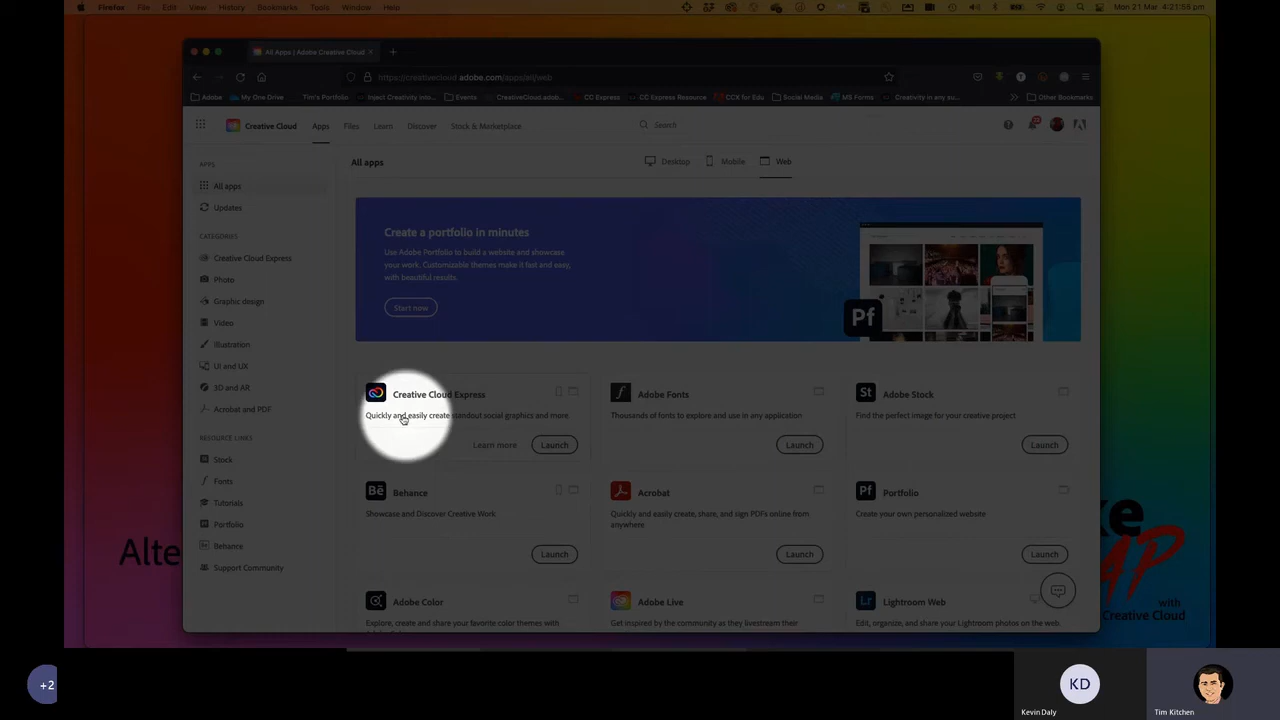 Firefox File Edit View History Bookmarks Tools Window Help
Mon 21 Mar 4:21:55 pm
All Apps | Adobe Creative Cloud
https://creativecloud.adobe.com/apps/all/web
Adobe My One Drive Tim's Portfolio Inject Creativity into... Events CreativeCloud.adob... CC Express CC Express Resource CCX for Edu Social Media MS Forms Creativity in any su... Other Bookmarks
Creative Cloud Apps Files Learn Discover Stock & Marketplace Search
APPS
All apps
Updates
CATEGORIES
Creative Cloud Express
Photo
Graphic design
Video
Illustration
UI and UX
3D and AR
Acrobat and PDF
RESOURCE LINKS
Stock
Fonts
Tutorials
Portfolio
Behance
Support Community
All apps
Desktop Mobile Web
Create a portfolio in minutes
Use Adobe Portfolio to build a website and showcase
your work. Customizable themes make it fast and easy,
with beautiful results.
Start now
Pf
Creative Cloud Express
Quickly and easily create standout social graphics and more.
Learn more Launch
Adobe Fonts
Thousands of fonts to explore and use in any application
Launch
St Adobe Stock
Find the perfect image for your creative project
Launch
Bē Behance
Showcase and Discover Creative Work
Launch
Acrobat
Quickly and easily create, share, and sign PDFs online from
anywhere
Launch
Pf Portfolio
Create your own personalized website
Launch
Adobe Color
Explore, create and share your favorite color themes with
Adobe Live
Get inspired by the community as they livestream their
Lr Lightroom Web
Edit, organize, and share your Lightroom photos on the web.
Alte
ke
AP
with
Creative Cloud
+2
KD
Kevin Daly
Tim Kitchen